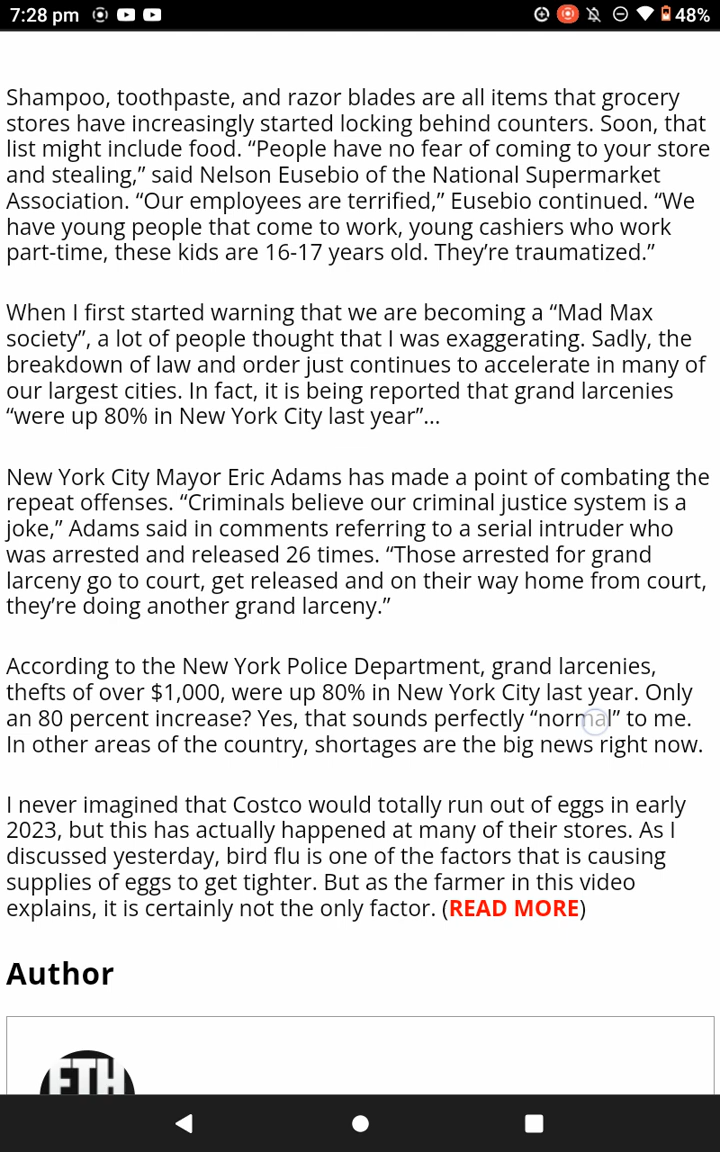 7:28 pm
48%
Shampoo, toothpaste, and razor blades are all items that grocery
stores have increasingly started locking behind counters. Soon, that
list might include food. “People have no fear of coming to your store
and stealing,” said Nelson Eusebio of the National Supermarket
Association. “Our employees are terrified,” Eusebio continued. “We
have young people that come to work, young cashiers who work
part-time, these kids are 16-17 years old. They’re traumatized.”
When I first started warning that we are becoming a “Mad Max
society”, a lot of people thought that I was exaggerating. Sadly, the
breakdown of law and order just continues to accelerate in many of
our largest cities. In fact, it is being reported that grand larcenies
“were up 80% in New York City last year”…
New York City Mayor Eric Adams has made a point of combating the
repeat offenses. “Criminals believe our criminal justice system is a
joke,” Adams said in comments referring to a serial intruder who
was arrested and released 26 times. “Those arrested for grand
larceny go to court, get released and on their way home from court,
they’re doing another grand larceny.”
According to the New York Police Department, grand larcenies,
thefts of over $1,000, were up 80% in New York City last year. Only
an 80 percent increase? Yes, that sounds perfectly “normal” to me.
In other areas of the country, shortages are the big news right now.
I never imagined that Costco would totally run out of eggs in early
2023, but this has actually happened at many of their stores. As I
discussed yesterday, bird flu is one of the factors that is causing
supplies of eggs to get tighter. But as the farmer in this video
explains, it is certainly not the only factor. (READ MORE)
Author
ETH